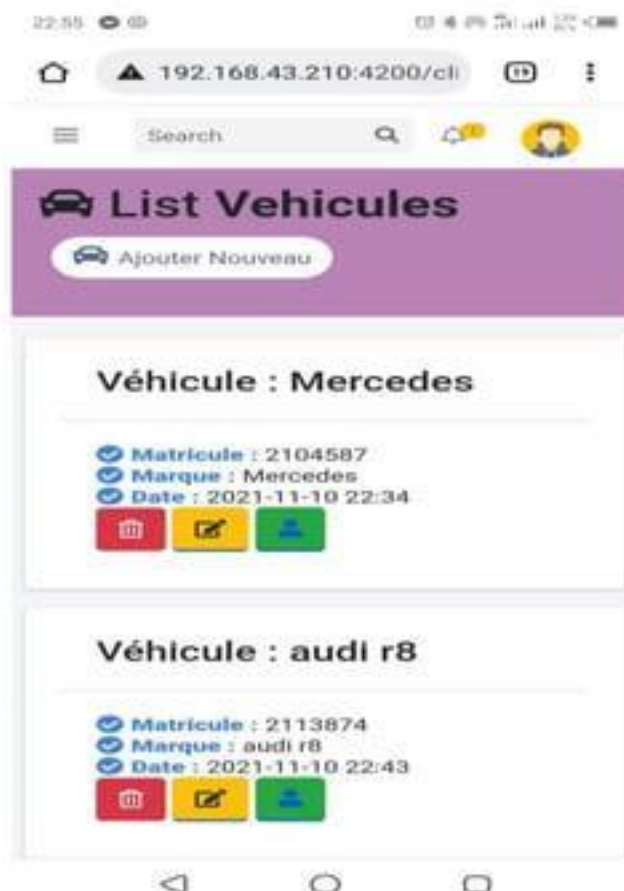 22:55
192.168.43.210:4200/cli
19
Search
List Vehicules
Ajouter Nouveau
Véhicule : Mercedes
Matricule : 2104587
Marque : Mercedes
Date : 2021-11-10 22:34
Véhicule : audi r8
Matricule : 2113874
Marque : audi r8
Date : 2021-11-10 22:43